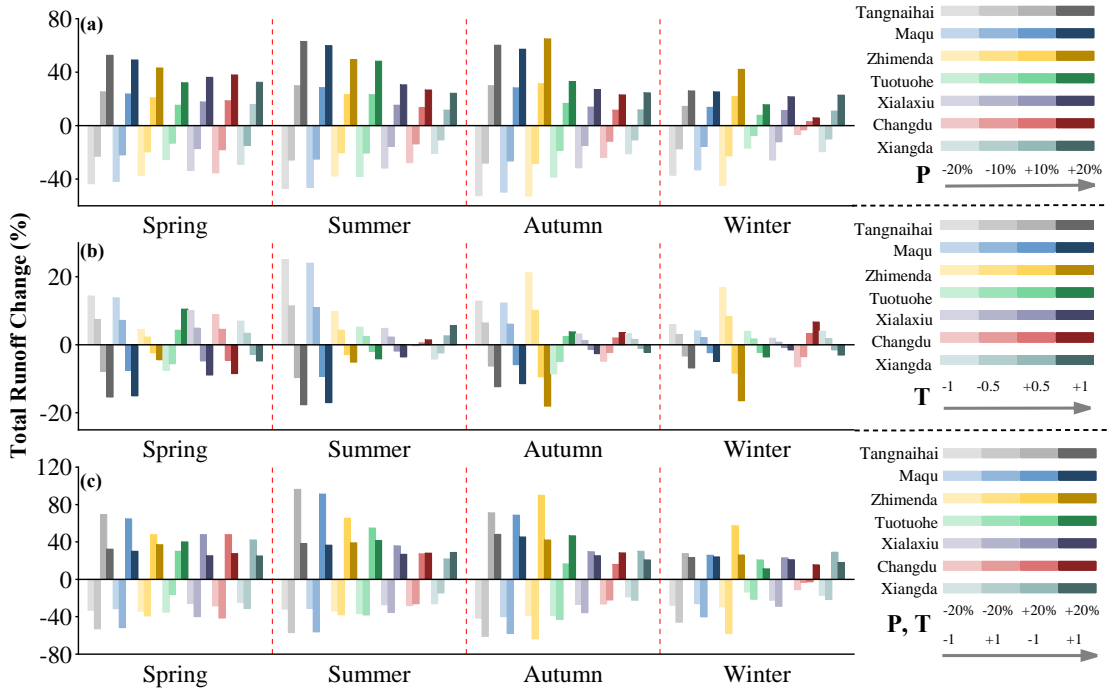 Total Runoff Change (%)
(a)
80
40
0
-40
Spring
Summer
Autumn
Winter
Tangnaihai
Maqu
Zhimenda
Tuotuohe
Xialaxiu
Changdu
Xiangda
P
-20%
-10%
+10%
+20%
(b)
20
0
-20
Spring
Summer
Autumn
Winter
Tangnaihai
Maqu
Zhimenda
Tuotuohe
Xialaxiu
Changdu
Xiangda
T
-1
-0.5
+0.5
+1
(c)
120
80
40
0
-40
-80
Spring
Summer
Autumn
Winter
Tangnaihai
Maqu
Zhimenda
Tuotuohe
Xialaxiu
Changdu
Xiangda
P, T
-20% -20% +20% +20%
-1 +1 -1 +1